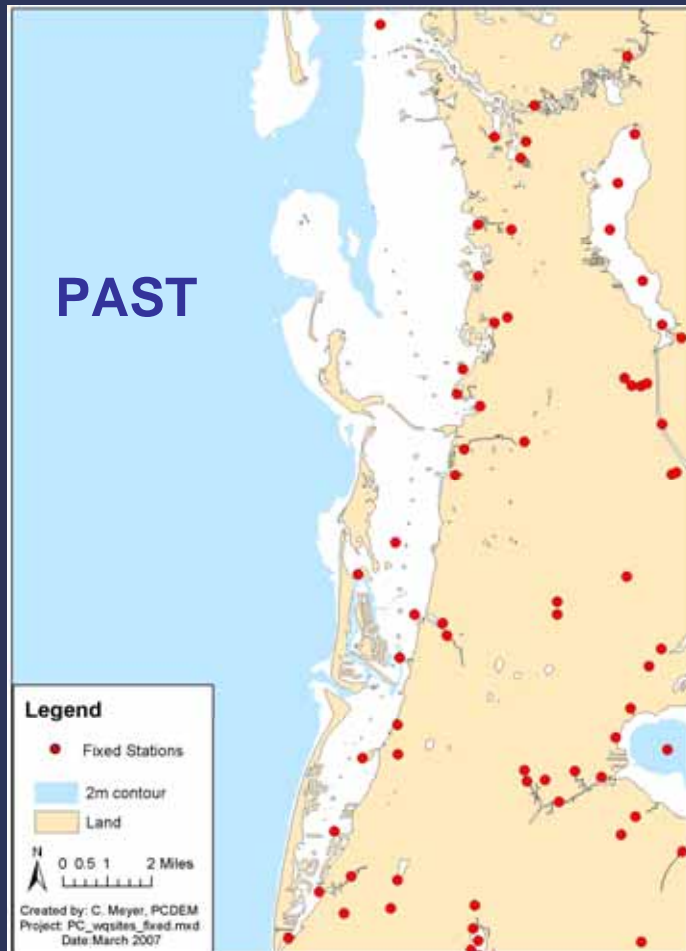 PAST
Legend
Fixed Stations
2m contour
Land
N
0 0.5 1 2 Miles
Created by: C. Meyer, PCDEM
Project: PC_wqsites_fixed.mxd
Date:March 2007